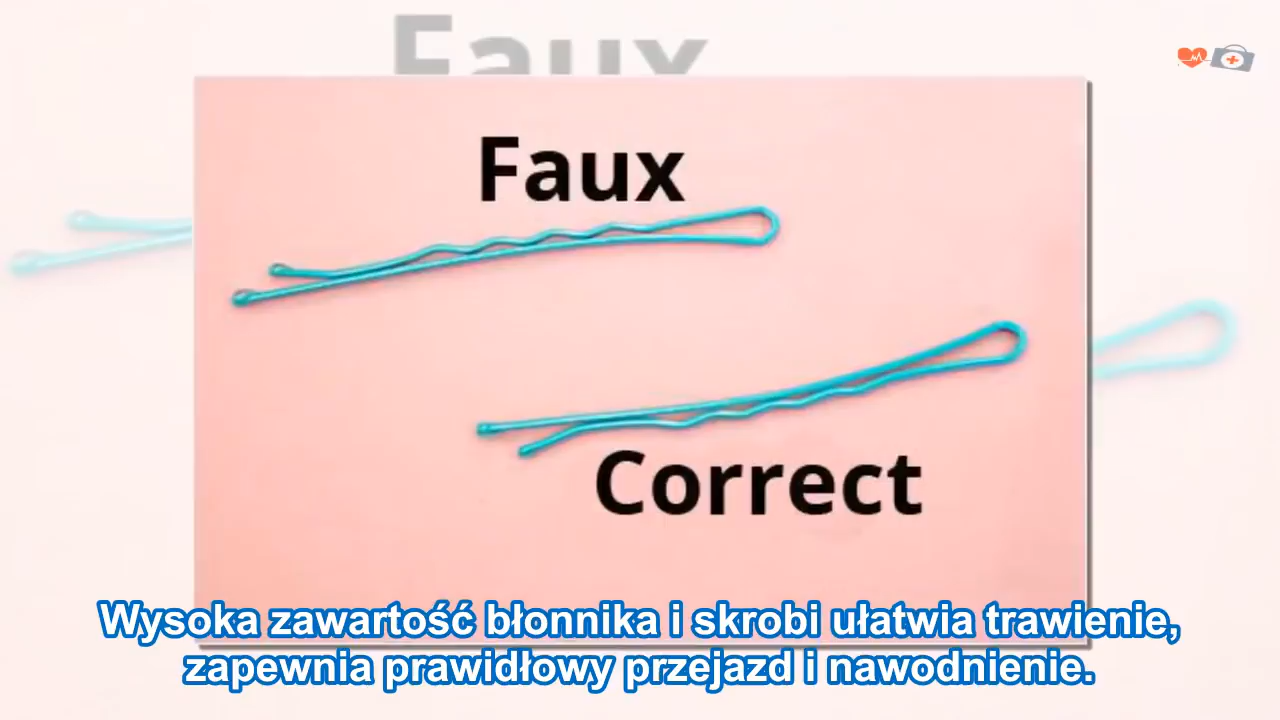 Faux
Faux
Correct
Wysoka zawartość błonnika i skrobi ułatwia trawienie,
zapewnia prawidłowy przejazd i nawodnienie.